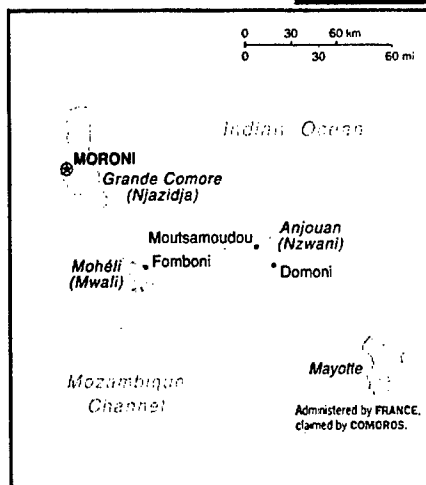 0 30 60 km
0 30 60 mi
Indian Ocean
MORONI
Grande Comore
(Njazidja)
Moutsamoudou
Anjouan
(Nzwani)
Mohéli
(Mwali)
Fomboni
Domoni
Mayotte
Mozambique
Channel
Administered by FRANCE,
claimed by COMOROS.